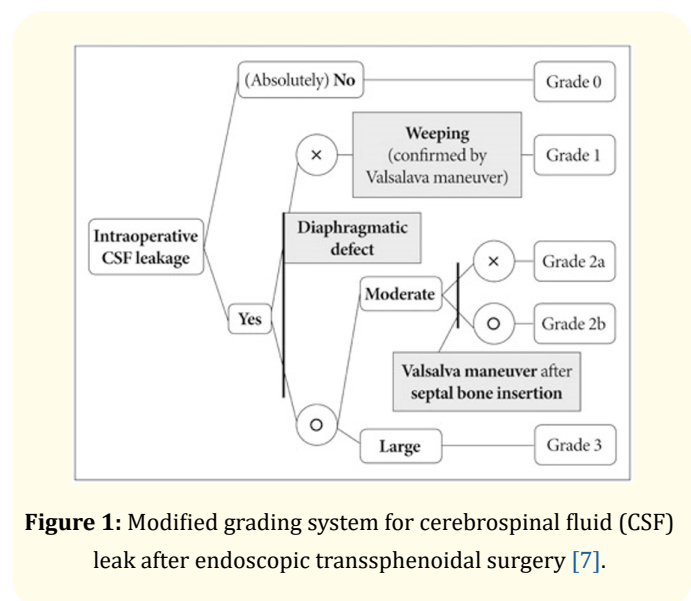 (Absolutely) No
Grade 0
×
Weeping
(confirmed by
Valsalava maneuver)
Grade 1
Diaphragmatic
defect
Intraoperative
CSF leakage
Yes
Moderate
×
Grade 2a
o
Grade 2b
Valsalva maneuver after
septal bone insertion
o
Large
Grade 3
Figure 1: Modified grading system for cerebrospinal fluid (CSF)
leak after endoscopic transsphenoidal surgery [7].